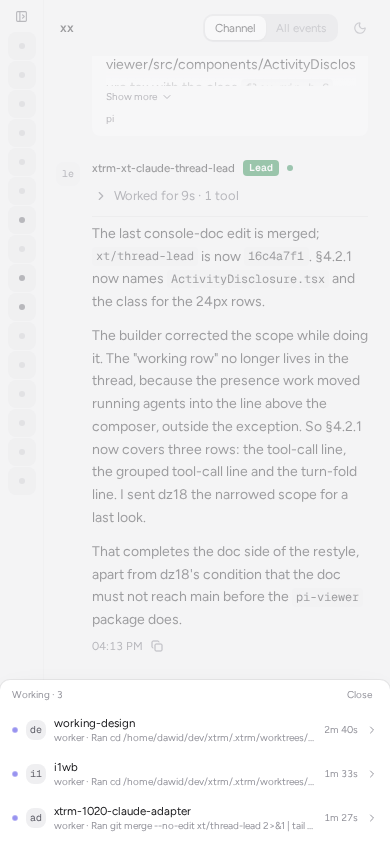 xx
Channel
All events
viewer/src/components/ActivityDisclos
Show more
pi
le
xtrm-xt-claude-thread-lead
Lead
Worked for 9s · 1 tool
The last console-doc edit is merged;
xt/thread-lead is now 16c4a7f1 . §4.2.1
now names ActivityDisclosure.tsx and
the class for the 24px rows.
The builder corrected the scope while doing
it. The "working row" no longer lives in the
thread, because the presence work moved
running agents into the line above the
composer, outside the exception. So §4.2.1
now covers three rows: the tool-call line,
the grouped tool-call line and the turn-fold
line. I sent dz18 the narrowed scope for a
last look.
That completes the doc side of the restyle,
apart from dz18's condition that the doc
must not reach main before the pi-viewer
package does.
04:13 PM
Working · 3
Close
de
working-design
2m 40s
worker · Ran cd /home/dawid/dev/xtrm/.xtrm/worktrees/...
i1
i1wb
1m 33s
worker · Ran cd /home/dawid/dev/xtrm/.xtrm/worktrees/...
ad
xtrm-1020-claude-adapter
1m 27s
worker · Ran git merge --no-edit xt/thread-lead 2>&1 | tail ...